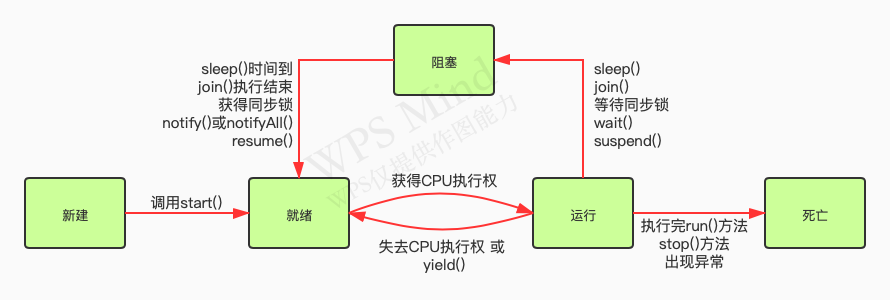 阻塞
sleep()时间到
join()执行结束
获得同步锁
notify()或notifyAll()
resume()
sleep()
join()
等待同步锁
wait()
suspend()
WPS Mind
WPS仅提供作图能力
新建
调用start()
就绪
获得CPU执行权
失去CPU执行权 或
yield()
运行
执行完run()方法
stop()方法
出现异常
死亡